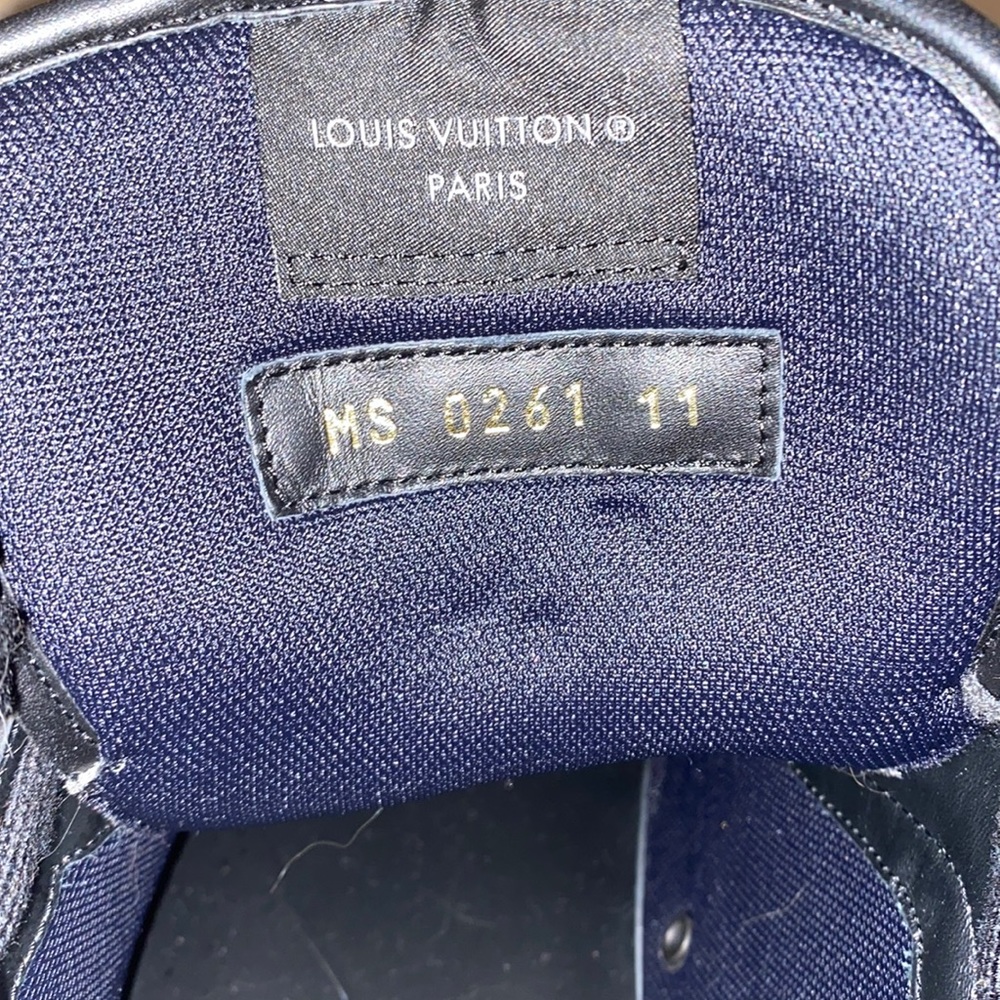 LOUIS VUITTON ®
PARIS
MS 0261 11